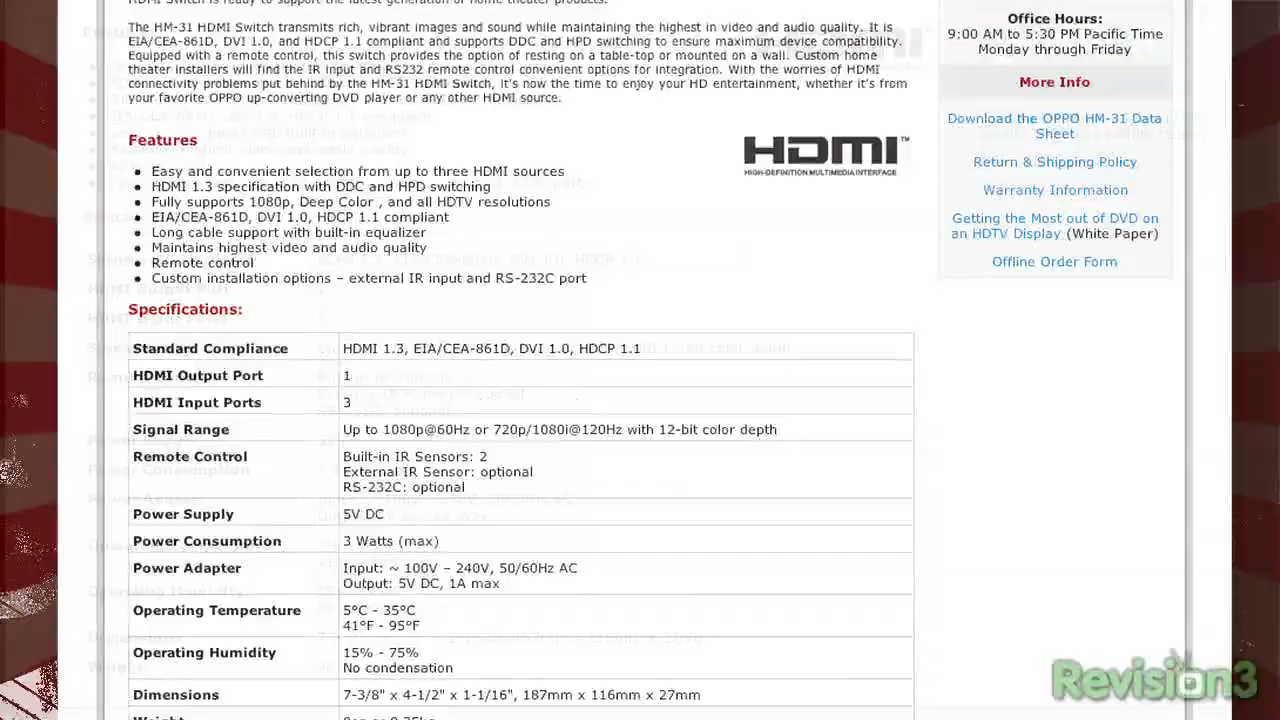 HDMI Switch is ready to support the latest generation of home theater products.
The HM-31 HDMI Switch transmits rich, vibrant images and sound while maintaining the highest in video and audio quality. It is
EIA/CEA-861D, DVI 1.0, and HDCP 1.1 compliant and supports DDC and HPD switching to ensure maximum device compatibility.
Equipped with a remote control, this switch provides the option of resting on a table-top or mounted on a wall. Custom home
theater installers will find the IR input and RS232 remote control convenient options for integration. With the worries of HDMI
connectivity problems put behind by the HM-31 HDMI Switch, it's now the time to enjoy your HD entertainment, whether it's from
your favorite OPPO up-converting DVD player or any other HDMI source.
Features
HDMI™
HIGH-DEFINITION MULTIMEDIA INTERFACE
• Easy and convenient selection from up to three HDMI sources
• HDMI 1.3 specification with DDC and HPD switching
• Fully supports 1080p, Deep Color , and all HDTV resolutions
• EIA/CEA-861D, DVI 1.0, HDCP 1.1 compliant
• Long cable support with built-in equalizer
• Maintains highest video and audio quality
• Remote control
• Custom installation options – external IR input and RS-232C port
Specifications:
Standard Compliance HDMI 1.3, EIA/CEA-861D, DVI 1.0, HDCP 1.1
HDMI Output Port 1
HDMI Input Ports 3
Signal Range Up to 1080p@60Hz or 720p/1080i@120Hz with 12-bit color depth
Remote Control Built-in IR Sensors: 2
External IR Sensor: optional
RS-232C: optional
Power Supply 5V DC
Power Consumption 3 Watts (max)
Power Adapter Input: ~ 100V – 240V, 50/60Hz AC
Output: 5V DC, 1A max
Operating Temperature 5°C - 35°C
41°F - 95°F
Operating Humidity 15% - 75%
No condensation
Dimensions 7-3/8" x 4-1/2" x 1-1/16", 187mm x 116mm x 27mm
Weight
Office Hours:
9:00 AM to 5:30 PM Pacific Time
Monday through Friday
More Info
Download the OPPO HM-31 Data
Sheet
Return & Shipping Policy
Warranty Information
Getting the Most out of DVD on
an HDTV Display (White Paper)
Offline Order Form
Revision3